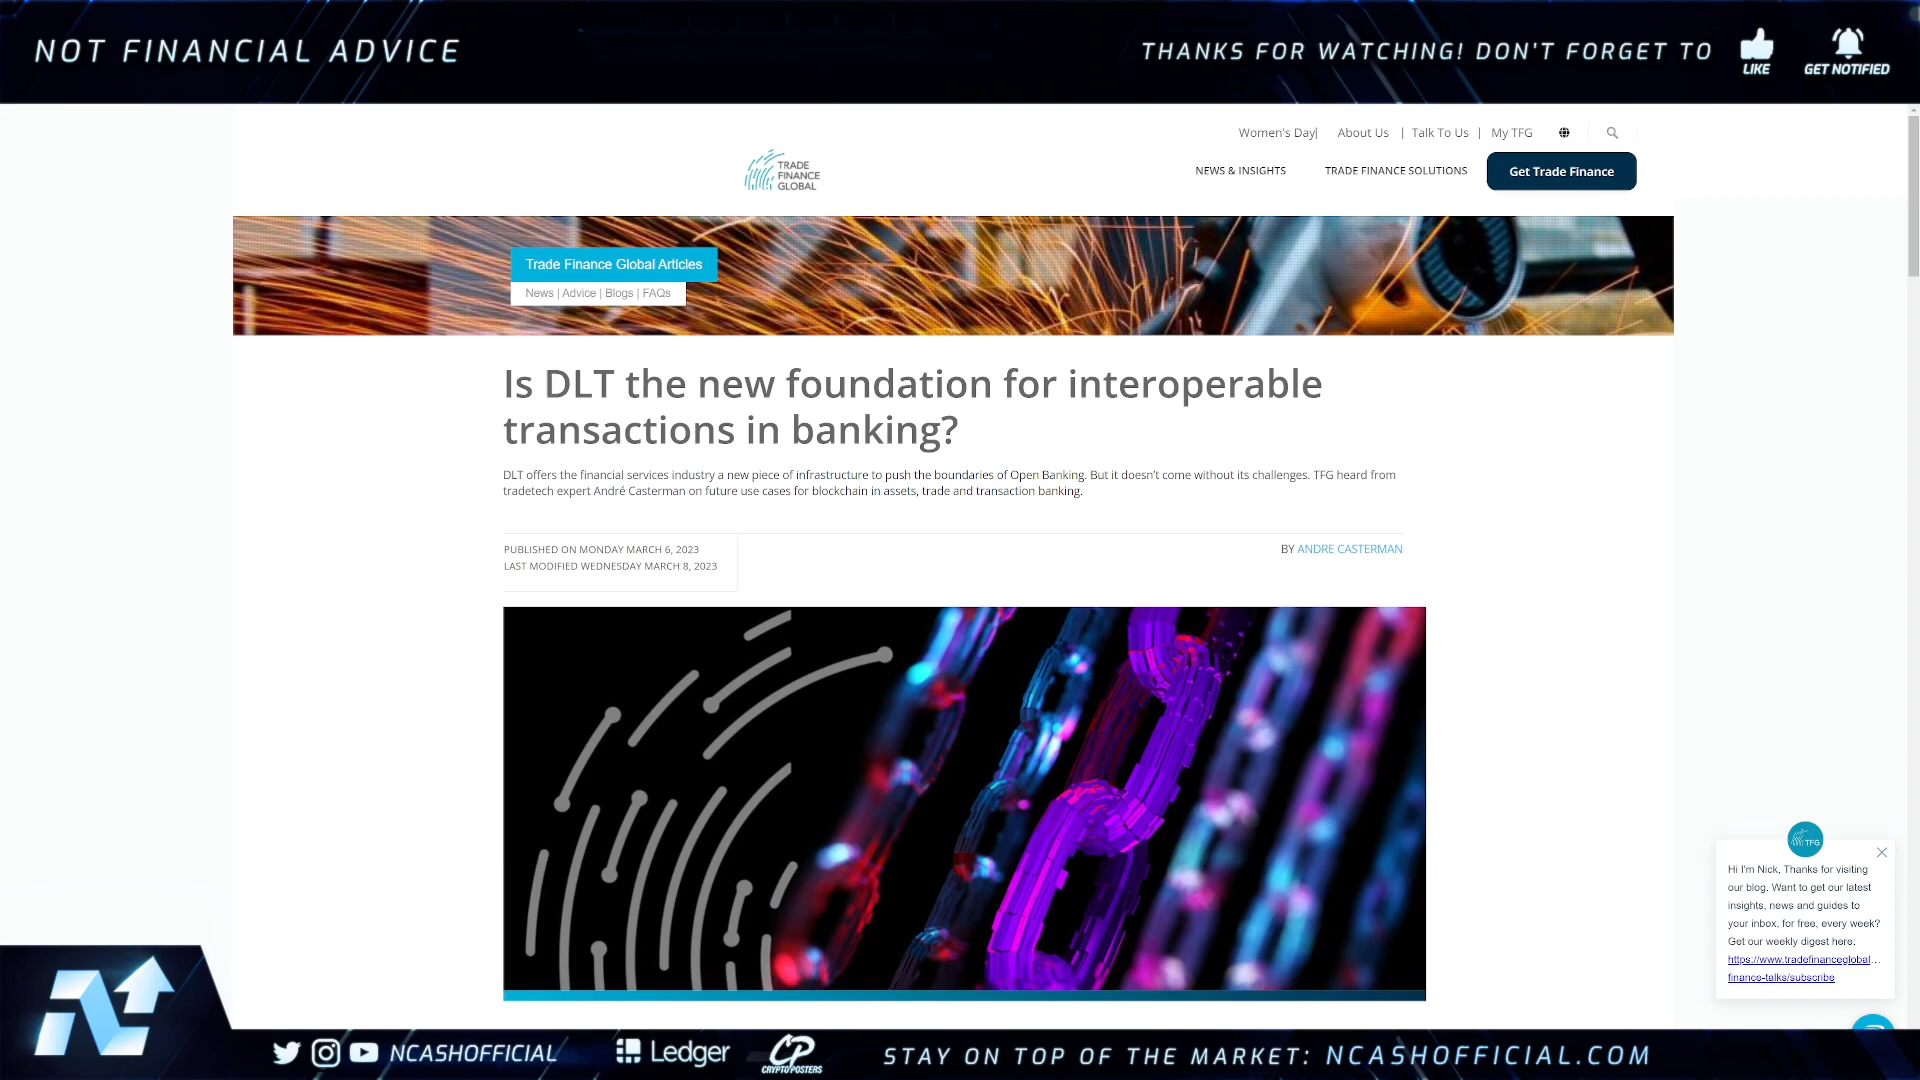 NOT FINANCIAL ADVICE
THANKS FOR WATCHING! DON'T FORGET TO
LIKE
GET NOTIFIED
Women's Day| About Us | Talk To Us | My TFG
TRADE
FINANCE
GLOBAL
NEWS & INSIGHTS TRADE FINANCE SOLUTIONS Get Trade Finance
Trade Finance Global Articles
News | Advice | Blogs | FAQs
Is DLT the new foundation for interoperable
transactions in banking?
DLT offers the financial services industry a new piece of infrastructure to push the boundaries of Open Banking. But it doesn't come without its challenges. TFG heard from
tradetech expert André Casterman on future use cases for blockchain in assets, trade and transaction banking.
PUBLISHED ON MONDAY MARCH 6, 2023
LAST MODIFIED WEDNESDAY MARCH 8, 2023
BY ANDRE CASTERMAN
TFG
Hi I'm Nick, Thanks for visiting
our blog. Want to get our latest
insights, news and guides to
your inbox, for free, every week?
Get our weekly digest here:
https://www.tradefinanceglobal...
finance-talks/subscribe
NCASHOFFICIAL
Ledger
CP
CRYPTOPOSTERS
STAY ON TOP OF THE MARKET: NCASHOFFICIAL.COM